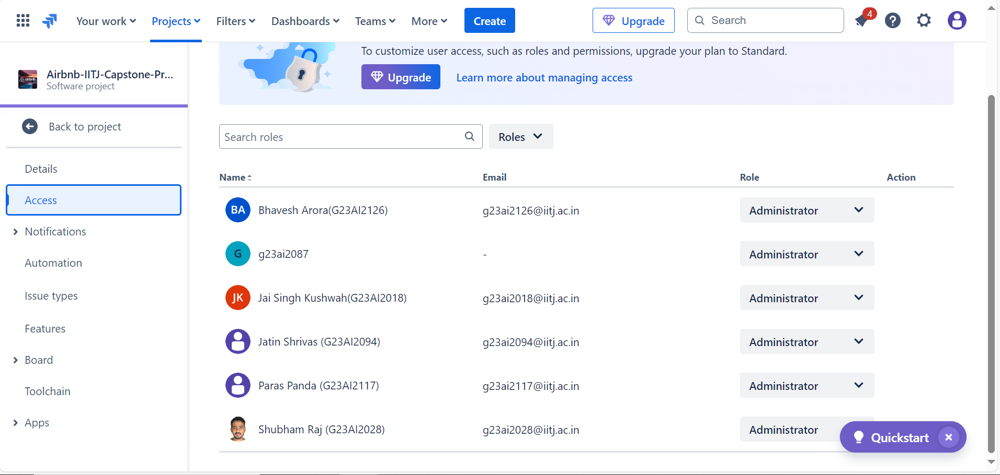 Your work Projects Filters Dashboards Teams More Create Upgrade Search 4
Airbnb-IITJ-Capstone-Pr...
Software project
Back to project
Details
Access
Notifications
Automation
Issue types
Features
Board
Toolchain
Apps
To customize user access, such as roles and permissions, upgrade your plan to Standard.
Upgrade Learn more about managing access
Search roles Roles
Name Email Role Action
BA Bhavesh Arora(G23AI2126) g23ai2126@iitj.ac.in Administrator
G g23ai2087 - Administrator
JK Jai Singh Kushwah(G23AI2018) g23ai2018@iitj.ac.in Administrator
Jatin Shrivas (G23AI2094) g23ai2094@iitj.ac.in Administrator
Paras Panda (G23AI2117) g23ai2117@iitj.ac.in Administrator
Shubham Raj (G23AI2028) g23ai2028@iitj.ac.in Administrator
Quickstart
airbnb